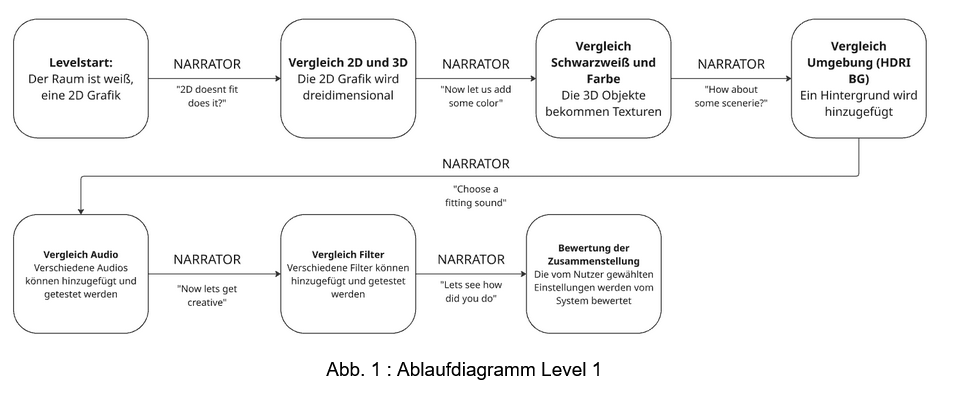 Levelstart:
Der Raum ist weiß,
eine 2D Grafik
NARRATOR
"2D doesnt fit
does it?"
Vergleich 2D und 3D
Die 2D Grafik wird
dreidimensional
NARRATOR
"Now let us add
some color"
Vergleich
Schwarzweiß und
Farbe
Die 3D Objekte
bekommen Texturen
NARRATOR
"How about
some scenerie?"
Vergleich
Umgebung (HDRI
BG)
Ein Hintergrund wird
hinzugefügt
NARRATOR
"Choose a
fitting sound"
Vergleich Audio
Verschiedene Audios
können hinzugefügt und
getestet werden
NARRATOR
"Now lets get
creative"
Vergleich Filter
Verschiedene Filter können
hinzugefügt und getestet
werden
NARRATOR
"Lets see how
did you do"
Bewertung der
Zusammenstellung
Die vom Nutzer gewählten
Einstellungen werden vom
System bewertet
Abb. 1 : Ablaufdiagramm Level 1